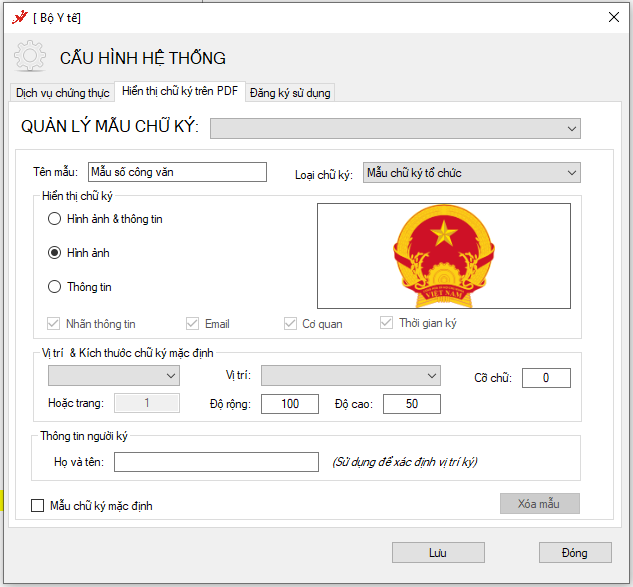 [ Bộ Y tế]
CẤU HÌNH HỆ THỐNG
Dịch vụ chứng thực Hiển thị chữ ký trên PDF Đăng ký sử dụng
QUẢN LÝ MẪU CHỮ KÝ:
Tên mẫu: Mẫu số công văn Loại chữ ký: Mẫu chữ ký tổ chức
Hiển thị chữ ký
Hình ảnh & thông tin
Hình ảnh
Thông tin
VIỆT NAM
Nhãn thông tin Email Cơ quan Thời gian ký
Vị trí & Kích thước chữ ký mặc định
Vị trí: Cỡ chữ: 0
Hoặc trang: 1 Độ rộng: 100 Độ cao: 50
Thông tin người ký
Họ và tên: (Sử dụng để xác định vị trí ký)
Mẫu chữ ký mặc định Xóa mẫu
Lưu Đóng